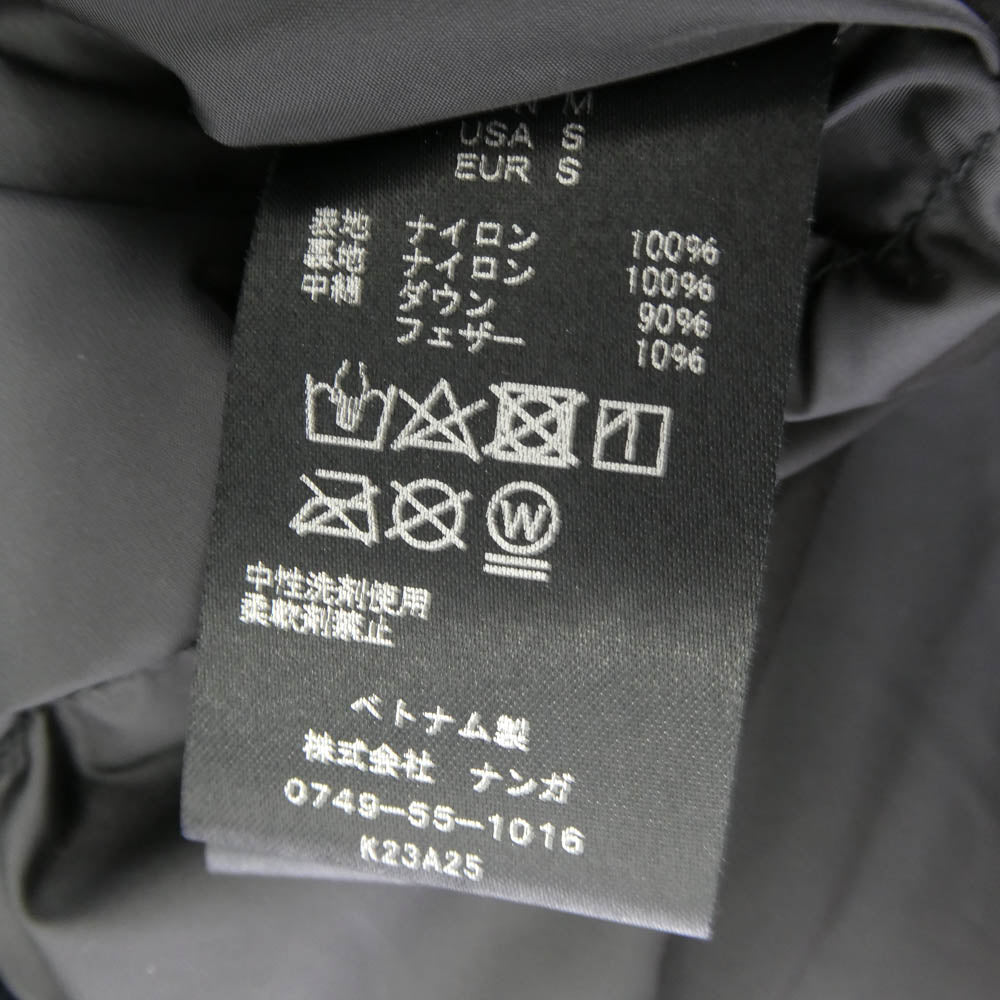 M
USA S
EUR S
表地 ナイロン 100%
裏地 ナイロン 100%
中綿 ダウン 90%
フェザー 10%
W
中性洗剤使用
柔軟剤禁止
ベトナム製
株式会社 ナンガ
0749-55-1016
K23A25